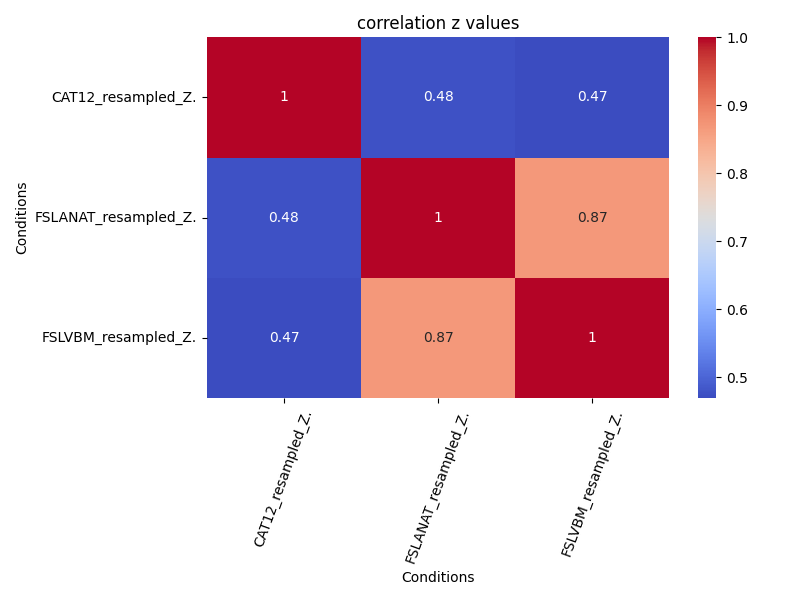 correlation z values
Conditions
CAT12_resampled_Z.
1
0.48
0.47
FSLANAT_resampled_Z.
0.48
1
0.87
FSLVBM_resampled_Z.
0.47
0.87
1
CAT12_resampled_Z.
FSLANAT_resampled_Z.
FSLVBM_resampled_Z.
Conditions
1.0
0.9
0.8
0.7
0.6
0.5